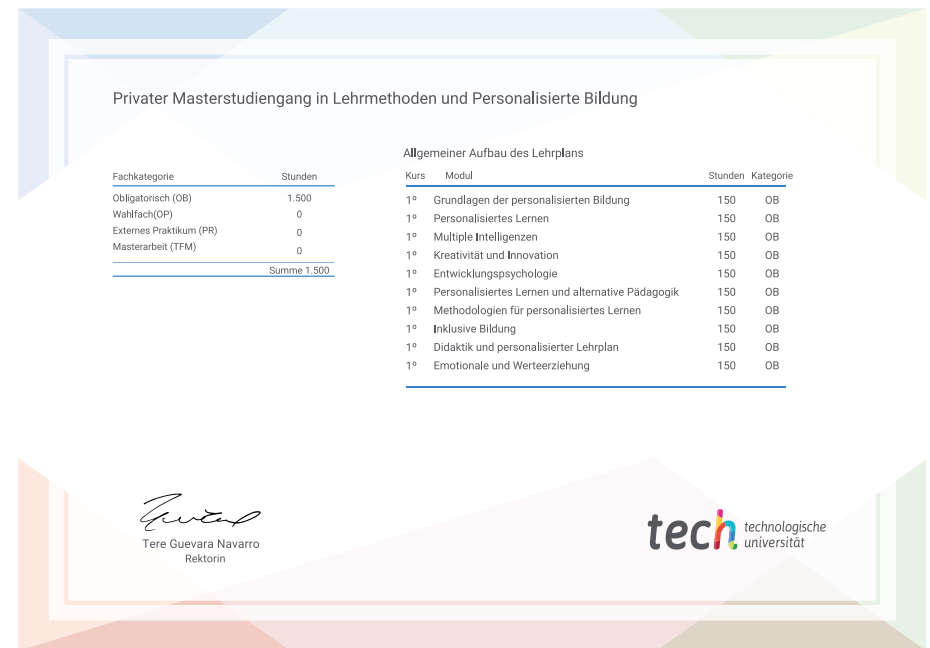 Privater Masterstudiengang in Lehrmethoden und Personalisierte Bildung
Fachkategorie Stunden
Obligatorisch (OB) 1.500
Wahlfach(OP) 0
Externes Praktikum (PR) 0
Masterarbeit (TFM) 0
Summe 1.500
Allgemeiner Aufbau des Lehrplans
Kurs Modul Stunden Kategorie
1º Grundlagen der personalisierten Bildung 150 OB
1º Personalisiertes Lernen 150 OB
1º Multiple Intelligenzen 150 OB
1º Kreativität und Innovation 150 OB
1º Entwicklungspsychologie 150 OB
1º Personalisiertes Lernen und alternative Pädagogik 150 OB
1º Methodologien für personalisiertes Lernen 150 OB
1º Inklusive Bildung 150 OB
1º Didaktik und personalisierter Lehrplan 150 OB
1º Emotionale und Werteerziehung 150 OB
Tere Guevara Navarro
Rektorin
tech technologische
universität